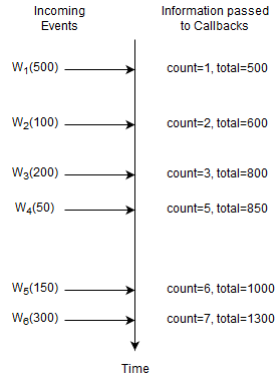 Incoming Events
Information passed to Callbacks
W₁(500)
count=1, total=500
W₂(100)
count=2, total=600
W₃(200)
count=3, total=800
W₄(50)
count=5, total=850
W₅(150)
count=6, total=1000
W₆(300)
count=7, total=1300
Time